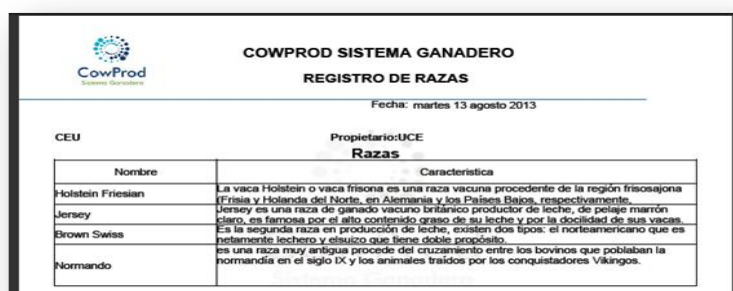 CowProd
Sistema Ganadero
COWPROD SISTEMA GANADERO
REGISTRO DE RAZAS
Fecha: martes 13 agosto 2013
CEU Propietario:UCE
Razas
Nombre Caracteristica
Holstein Friesian La vaca Holstein o vaca frisona es una raza vacuna procedente de la región frisosajona
(Frisia y Holanda del Norte, en Alemania y los Países Bajos, respectivamente,
Jersey Jersey es una raza de ganado vacuno británico productor de leche, de pelaje marrón
claro, es famosa por el alto contenido graso de su leche y por la docilidad de sus vacas.
Brown Swiss Es la segunda raza en producción de leche, existen dos tipos: el norteamericano que es
netamente lechero y elsuizo que tiene doble propósito.
Normando es una raza muy antigua procede del cruzamiento entre los bovinos que poblaban la
normandía en el siglo IX y los animales traídos por los conquistadores Vikingos.
Sistema Ganadero